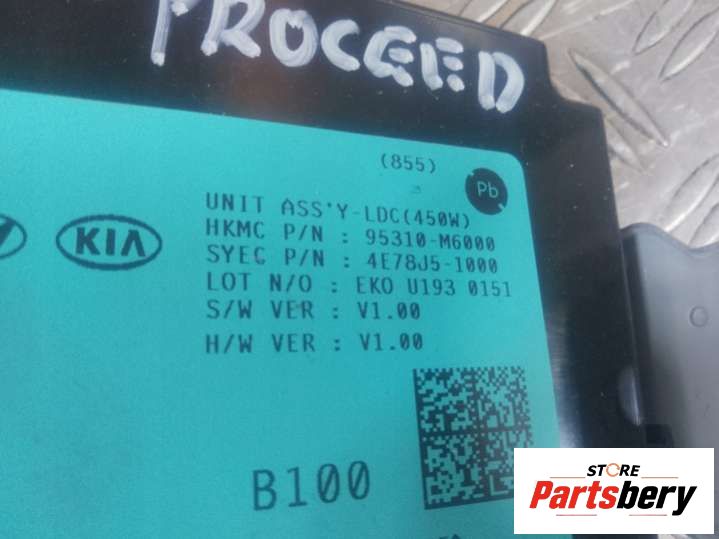 PROCEED
(855)
Pb
UNIT ASS'Y-LDC(450W)
HKMC P/N : 95310-M6000
SYEC P/N : 4E78J5-1000
LOT N/O : EKO U193 0151
S/W VER : V1.00
H/W VER : V1.00
KIA
B100
STORE
Partsbery